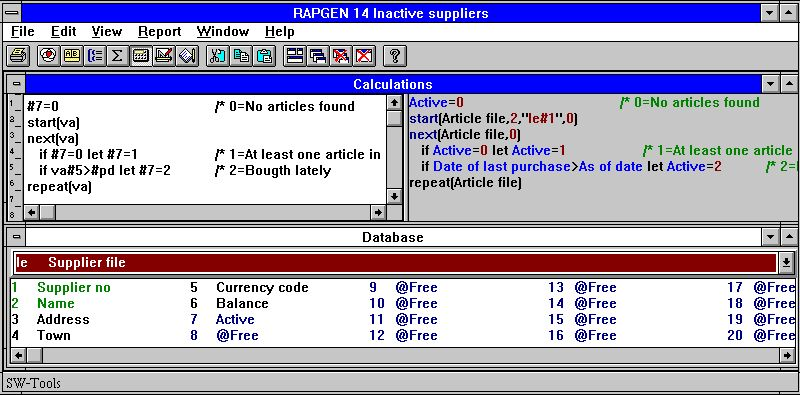 RAPGEN 14 Inactive suppliers
File Edit View Report Window Help
Calculations
1 #7=0 /* 0=No articles found
2 start(va)
3 next(va)
4 if #7=0 let #7=1 /* 1=At least one article in
5 if va#5>#pd let #7=2 /* 2=Bougth lately
6 repeat(va)
7
8
Active=0 /* 0=No articles found
start(Article file,2,"le#1",0)
next(Article file,0)
if Active=0 let Active=1 /* 1=At least one article
if Date of last purchase>As of date let Active=2 /* 2=
repeat(Article file)
Database
le Supplier file
1 Supplier no 5 Currency code 9 @Free 13 @Free 17 @Free
2 Name 6 Balance 10 @Free 14 @Free 18 @Free
3 Address 7 Active 11 @Free 15 @Free 19 @Free
4 Town 8 @Free 12 @Free 16 @Free 20 @Free
SW-Tools